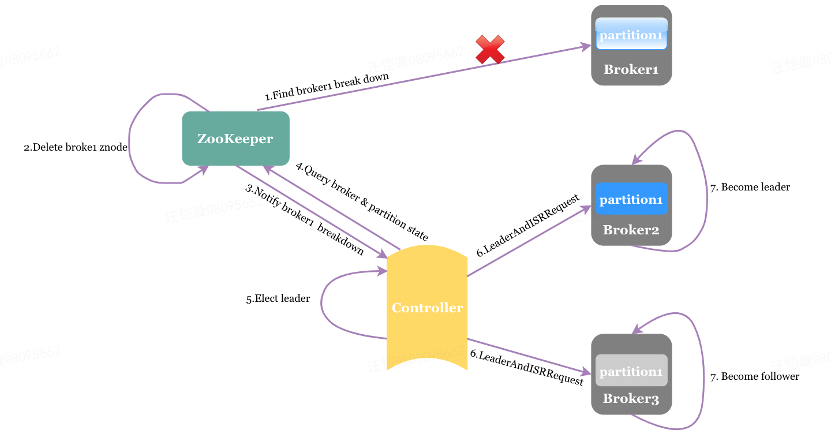 partition1
Broker1
1.Find broker1 break down
ZooKeeper
2.Delete broke1 znode
4.Query broker & partition state
3.Notify broker1 breakdown
partition1
Broker2
7. Become leader
6.LeaderAndISRRequest
5.Elect leader
Controller
6.LeaderAndISRRequest
partition1
Broker3
7. Become follower